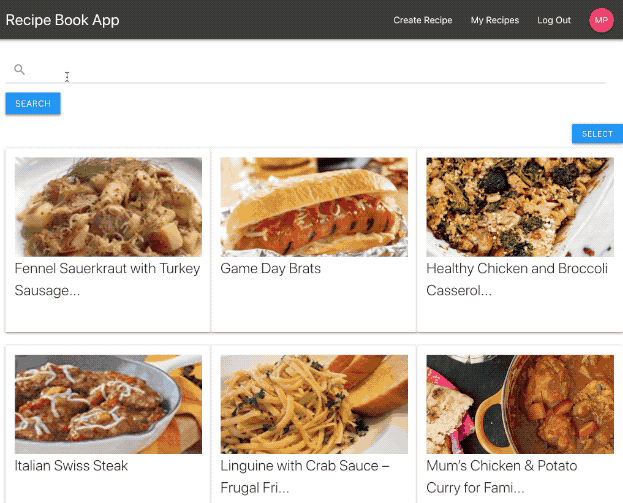 Recipe Book App
Create Recipe
My Recipes
Log Out
MP
SEARCH
SELECT
Fennel Sauerkraut with Turkey
Sausage...
Game Day Brats
Healthy Chicken and Broccoli
Casserol...
Italian Swiss Steak
Linguine with Crab Sauce –
Frugal Fri...
Mum's Chicken & Potato
Curry for Fami...